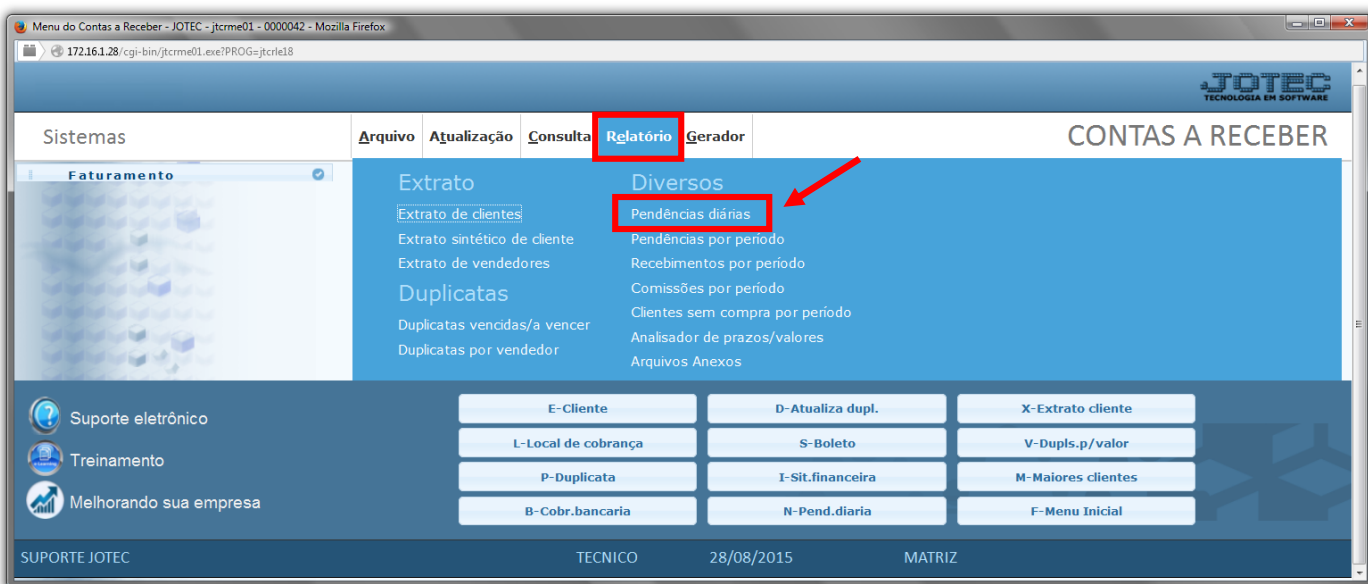 Menu do Contas a Receber - JOTEC - jtcrme01 - 0000042 - Mozilla Firefox
172.16.1.28/cgi-bin/jtcrme01.exe?PROG=jtcrle18
JOTEC
TECNOLOGIA EM SOFTWARE
Sistemas
Arquivo Atualização Consulta Relatório Gerador
CONTAS A RECEBER
Faturamento
Extrato
Extrato de clientes
Extrato sintético de cliente
Extrato de vendedores
Duplicatas
Duplicatas vencidas/a vencer
Duplicatas por vendedor
Diversos
Pendências diárias
Pendências por período
Recebimentos por período
Comissões por período
Clientes sem compra por período
Analisador de prazos/valores
Arquivos Anexos
Suporte eletrônico
Treinamento
Melhorando sua empresa
E-Cliente D-Atualiza dupl. X-Extrato cliente
L-Local de cobrança S-Boleto V-Dupls.p/valor
P-Duplicata I-Sit.financeira M-Maiores clientes
B-Cobr.bancaria N-Pend.diaria F-Menu Inicial
SUPORTE JOTEC TECNICO 28/08/2015 MATRIZ